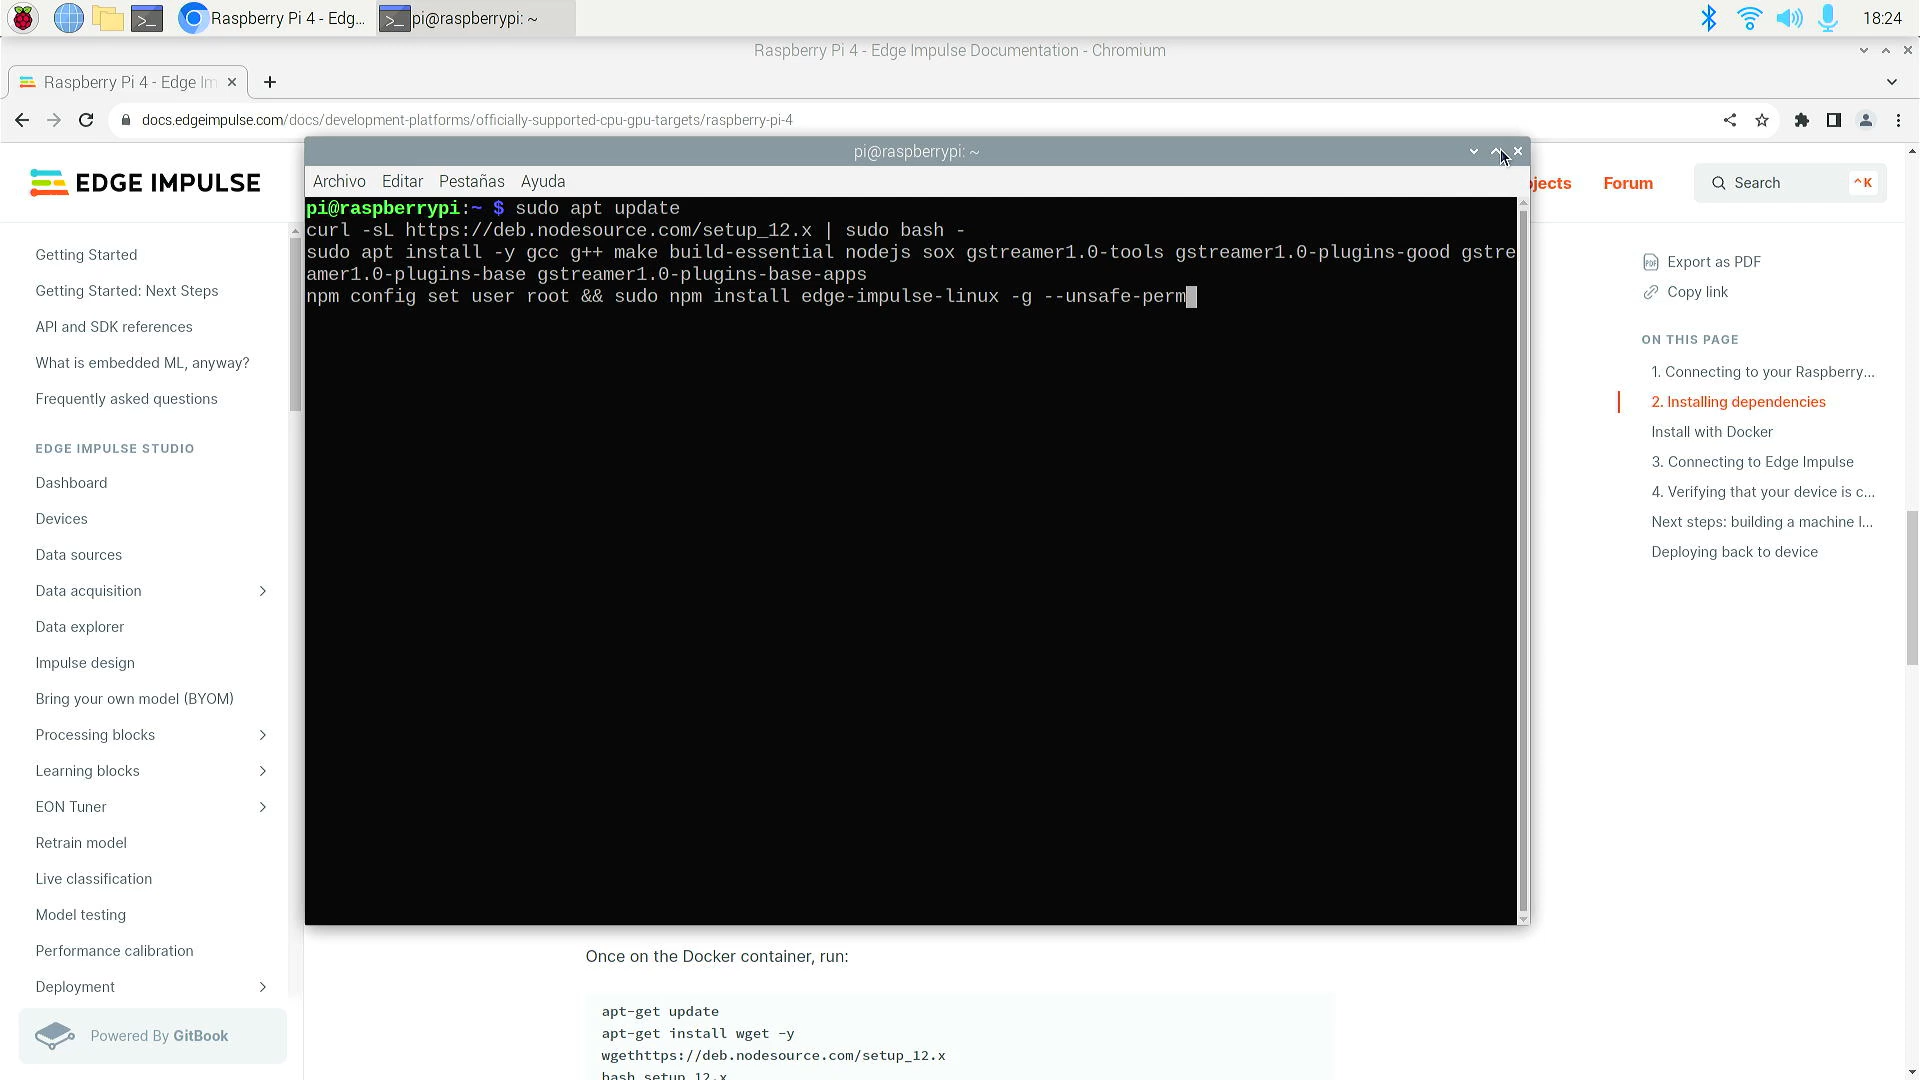 Raspberry Pi 4 - Edg...
pi@raspberrypi: ~
18:24
Raspberry Pi 4 - Edge Impulse Documentation - Chromium
Raspberry Pi 4 - Edge Im
docs.edgeimpulse.com/docs/development-platforms/officially-supported-cpu-gpu-targets/raspberry-pi-4
pi@raspberrypi: ~
Archivo Editar Pestañas Ayuda
pi@raspberrypi:~ $ sudo apt update
curl -sL https://deb.nodesource.com/setup_12.x | sudo bash -
sudo apt install -y gcc g++ make build-essential nodejs sox gstreamer1.0-tools gstreamer1.0-plugins-good gstre
amer1.0-plugins-base gstreamer1.0-plugins-base-apps
npm config set user root && sudo npm install edge-impulse-linux -g --unsafe-perm
EDGE IMPULSE
jects
Forum
Search
^K
Getting Started
Getting Started: Next Steps
API and SDK references
What is embedded ML, anyway?
Frequently asked questions
EDGE IMPULSE STUDIO
Dashboard
Devices
Data sources
Data acquisition
Data explorer
Impulse design
Bring your own model (BYOM)
Processing blocks
Learning blocks
EON Tuner
Retrain model
Live classification
Model testing
Performance calibration
Deployment
Powered By GitBook
Once on the Docker container, run:
apt-get update
apt-get install wget -y
wgethttps://deb.nodesource.com/setup_12.x
bash setup_12.x
Export as PDF
Copy link
ON THIS PAGE
1. Connecting to your Raspberry...
2. Installing dependencies
Install with Docker
3. Connecting to Edge Impulse
4. Verifying that your device is c...
Next steps: building a machine l...
Deploying back to device